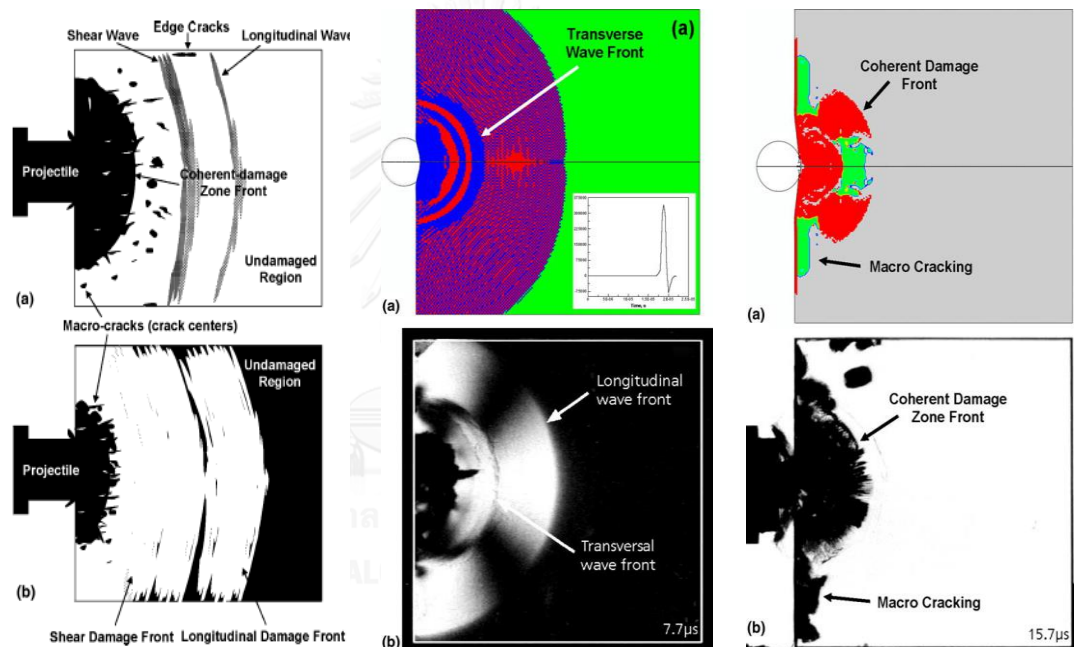 Edge Cracks
Shear Wave
Longitudinal Wave
Projectile
Coherent-damage
Zone Front
Undamaged
Region
(a)
Macro-cracks (crack centers)
Undamaged
Region
Projectile
(b)
Shear Damage Front
Longitudinal Damage Front
(a)
Transverse
Wave Front
Time, s
(a)
Longitudinal
wave front
Transversal
wave front
(b)
7.7µs
Coherent Damage
Front
Macro Cracking
(a)
Coherent Damage
Zone Front
Macro Cracking
(b)
15.7µs